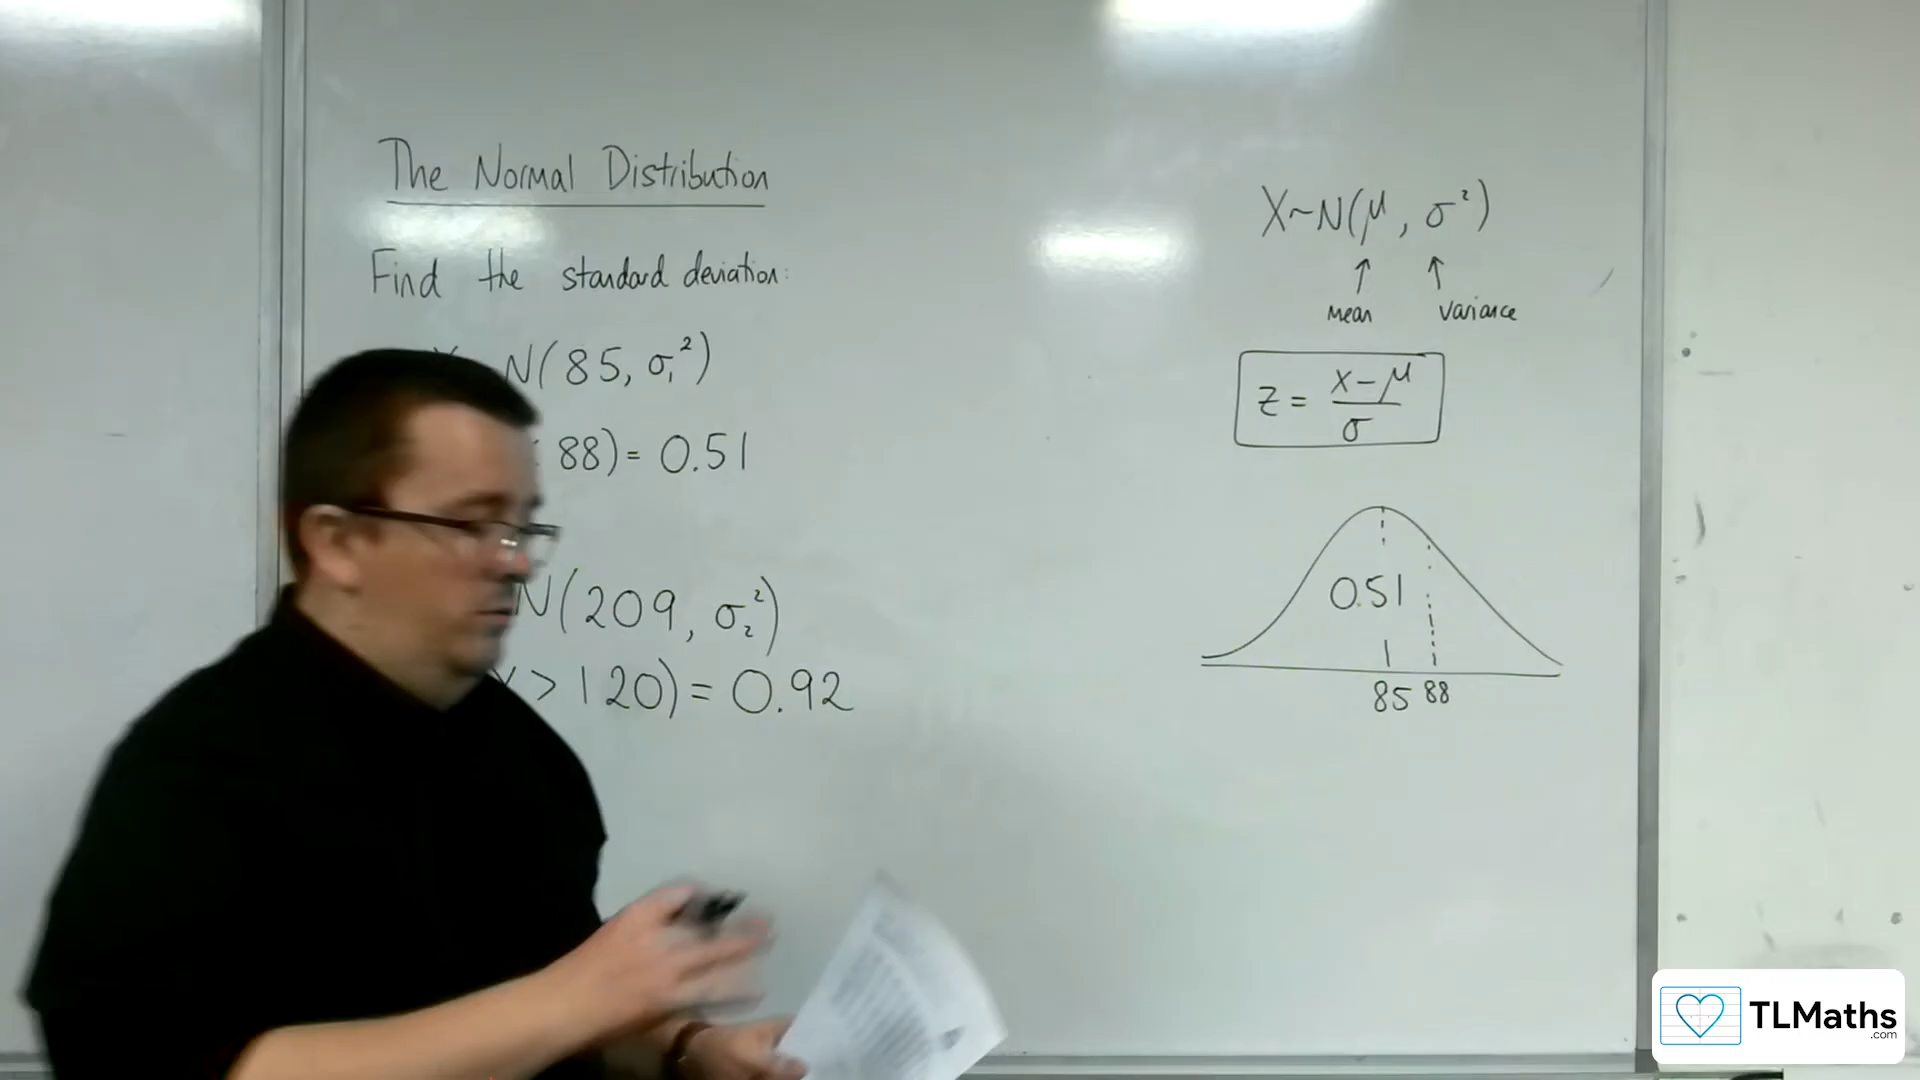 The Normal Distribution
Find the standard deviation:
N(85, σ₁²)
88) = 0.51
N(209, σ₂²)
> 120) = 0.92
X~N(μ, σ²)
↑ ↑
mean variance
z = (x-μ)/σ
0.51
85 88
TLMaths
.com